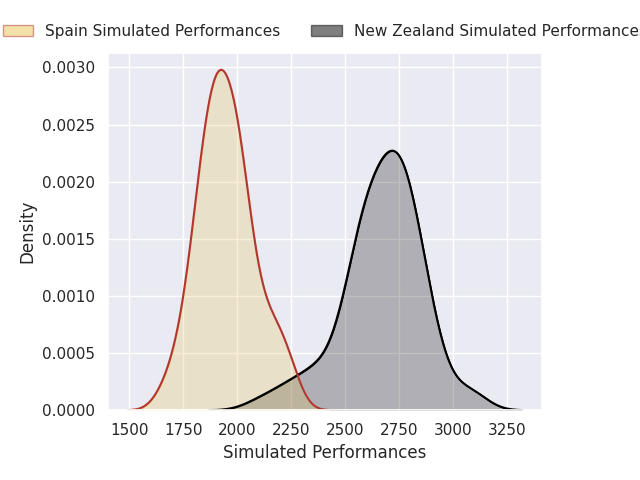 Spain Simulated Performances
New Zealand Simulated Performance
0.0030
0.0025
0.0020
0.0015
0.0010
0.0005
0.0000
Density
1500 1750 2000 2250 2500 2750 3000 3250
Simulated Performances